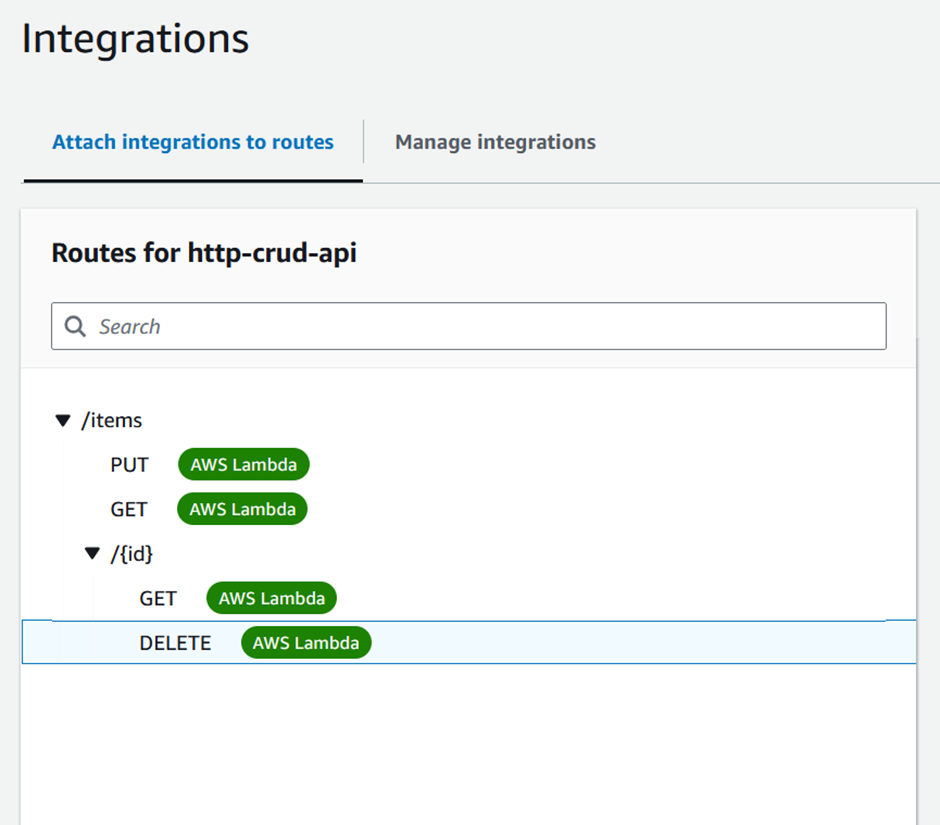 Integrations
Attach integrations to routes
Manage integrations
Routes for http-crud-api
Search
/items
PUT AWS Lambda
GET AWS Lambda
/{id}
GET AWS Lambda
DELETE AWS Lambda